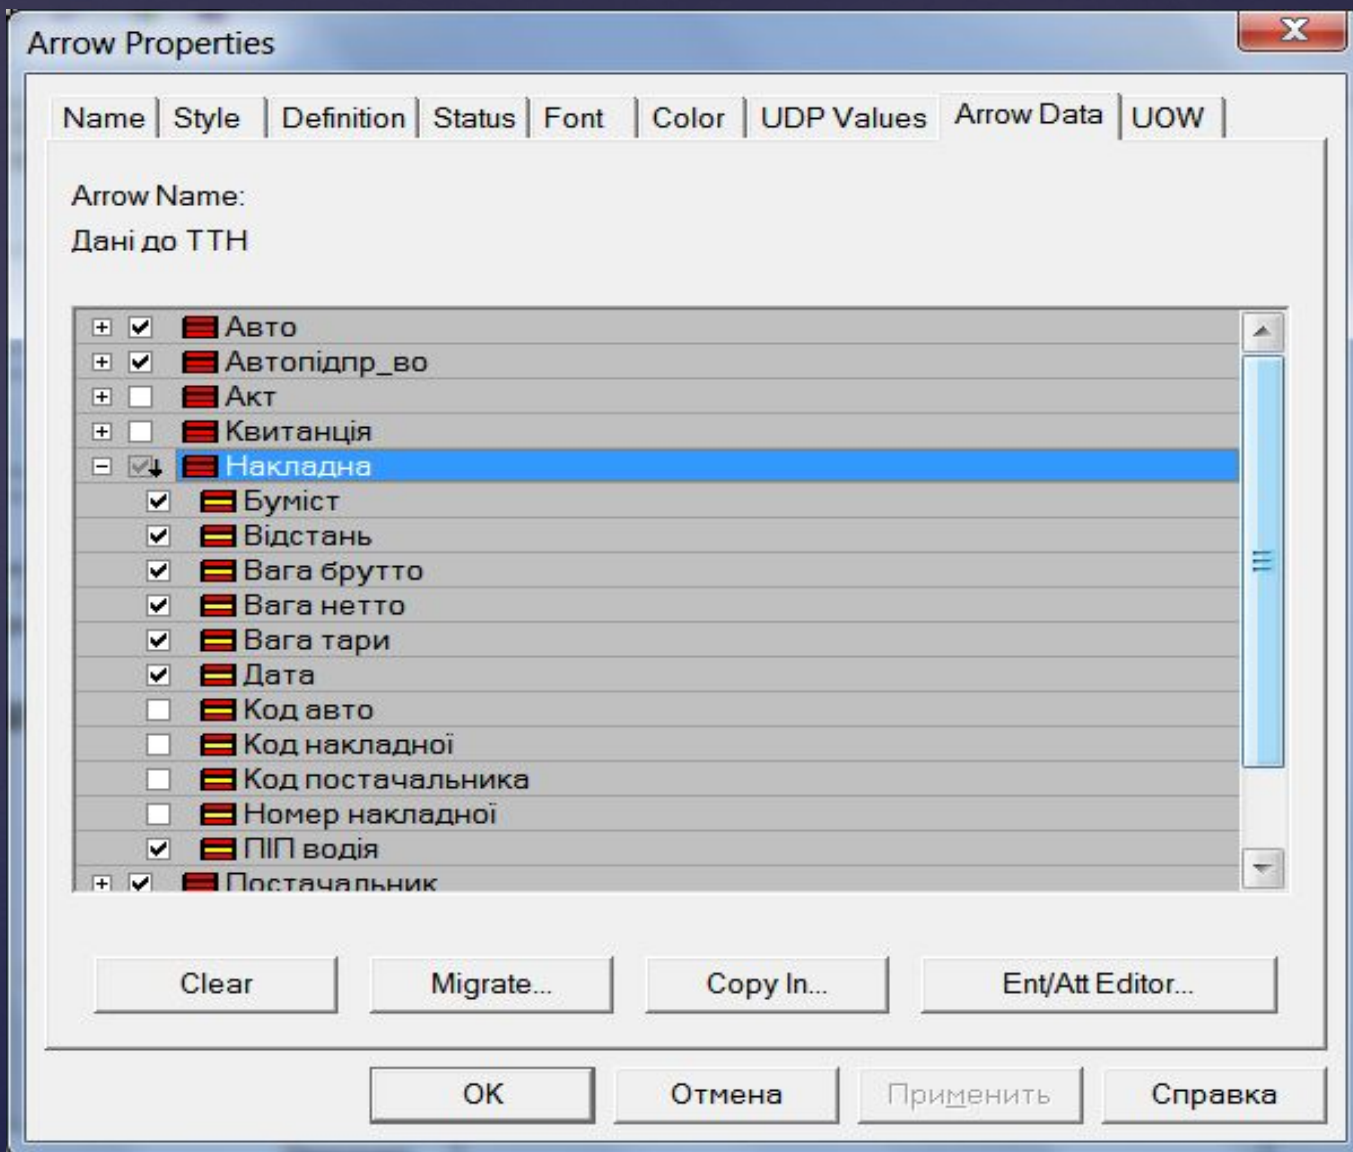 Arrow Properties
Name Style Definition Status Font Color UDP Values Arrow Data UOW
Arrow Name:
Дані до ТТН
Авто
Автопідпр_во
Акт
Квитанція
Накладна
Буміст
Відстань
Вага брутто
Вага нетто
Вага тари
Дата
Код авто
Код накладної
Код постачальника
Номер накладної
ПІП водія
Постачальник
Clear Migrate... Copy In... Ent/Att Editor...
OK Отмена Применить Справка